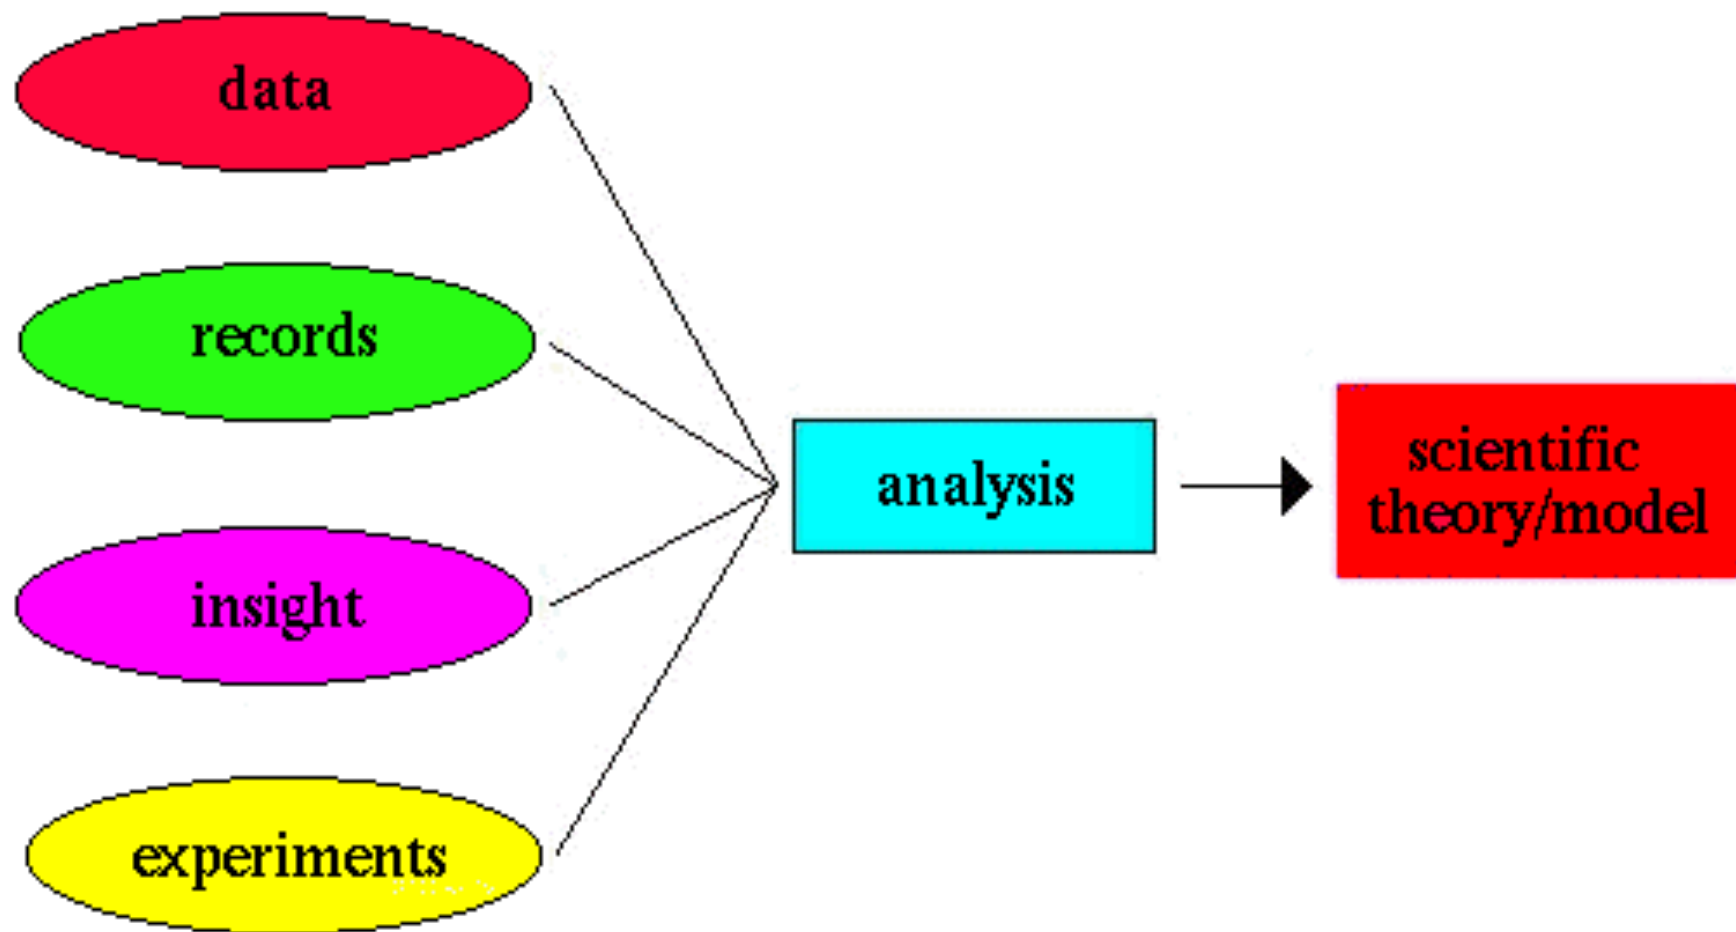 data
records
insight
experiments
analysis
scientific
theory/model